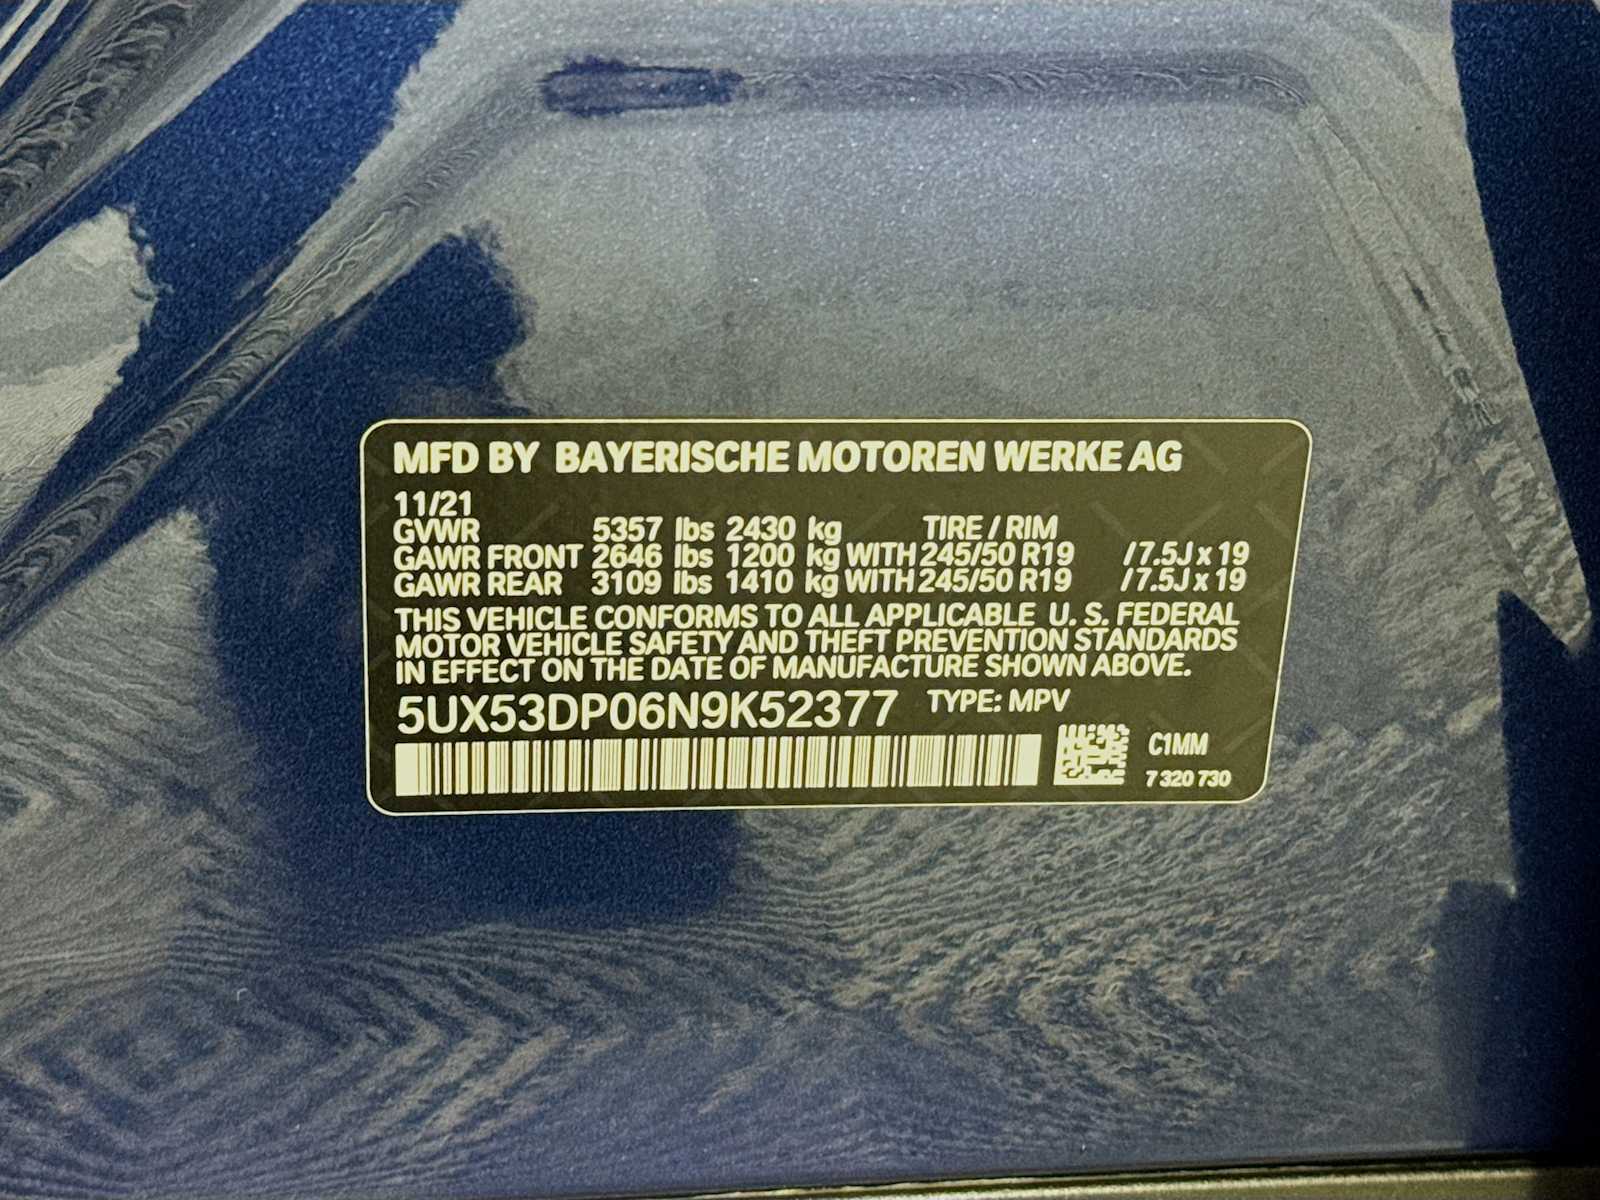 MFD BY BAYERISCHE MOTOREN WERKE AG
11/21
GVWR 5357 lbs 2430 kg TIRE / RIM
GAWR FRONT 2646 lbs 1200 kg WITH 245/50 R19 /7.5J x 19
GAWR REAR 3109 lbs 1410 kg WITH 245/50 R19 /7.5J x 19
THIS VEHICLE CONFORMS TO ALL APPLICABLE U. S. FEDERAL
MOTOR VEHICLE SAFETY AND THEFT PREVENTION STANDARDS
IN EFFECT ON THE DATE OF MANUFACTURE SHOWN ABOVE.
5UX53DP06N9K52377 TYPE: MPV
C1MM
7 320 730